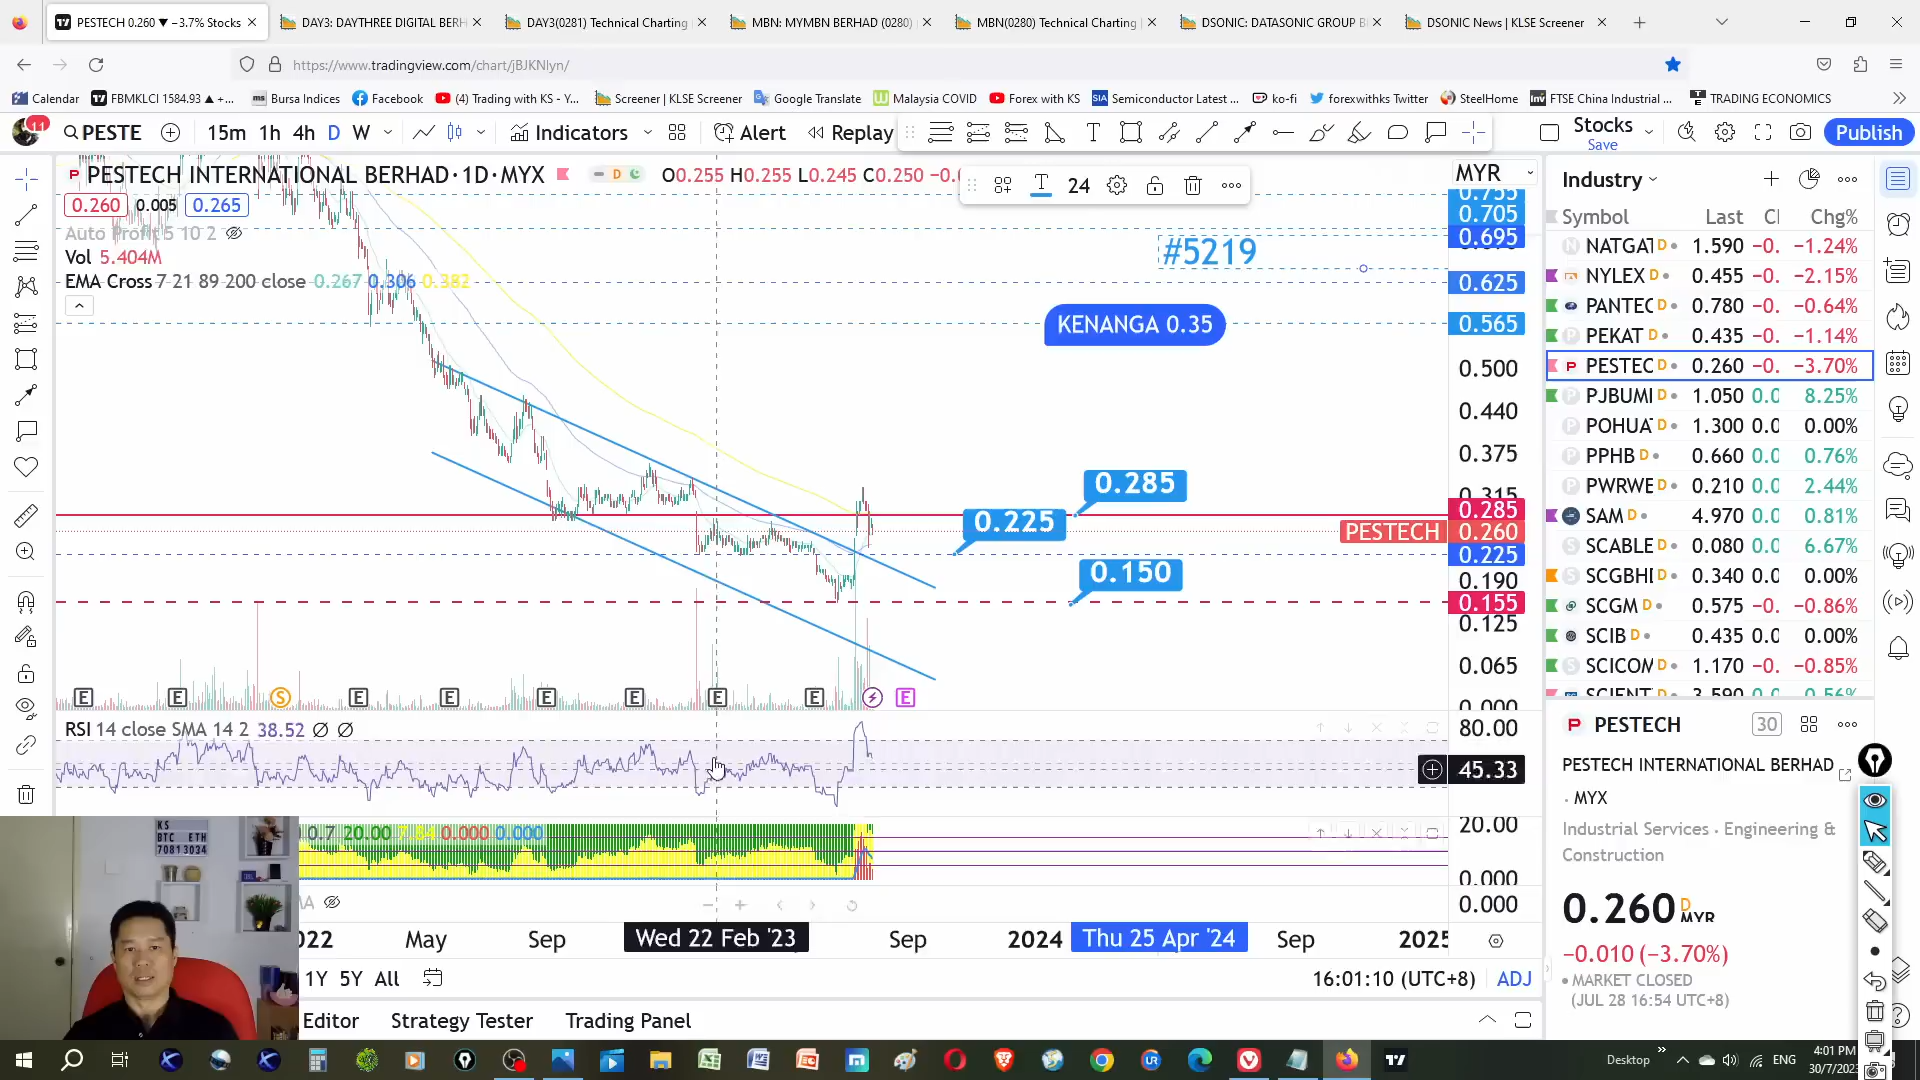 PESTECH 0.260 ▼ −3.7% Stocks
DAY3: DAYTHREE DIGITAL BERH
DAY3(0281) Technical Charting
MBN: MYMBN BERHAD (0280)
MBN(0280) Technical Charting
DSONIC: DATASONIC GROUP B
DSONIC News | KLSE Screener
https://www.tradingview.com/chart/jBJKNlyn/
Calendar
FBMKLCI 1584.93 ▲ +...
Bursa Indices
Facebook
(4) Trading with KS - Y...
Screener | KLSE Screener
Google Translate
Malaysia COVID
Forex with KS
Semiconductor Latest ...
ko-fi
forexwithks Twitter
SteelHome
FTSE China Industrial ...
TRADING ECONOMICS
11
PESTE
15m 1h 4h D W
Indicators
Alert
Replay
Stocks
Save
Publish
PESTECH INTERNATIONAL BERHAD · 1D · MYX
O0.255 H0.255 L0.245 C0.250
24
MYR
0.260 0.005 0.265
Auto Profit 5 10 2
Vol 5.404M
EMA Cross 7 21 89 200 close 0.267 0.306 0.382
#5219
KENANGA 0.35
0.285
0.225
0.150
0.755
0.705
0.695
0.625
0.565
0.500
0.440
0.375
0.315
0.285
PESTECH 0.260
0.225
0.190
0.155
0.125
0.065
0.000
E E S E E E E E E E
RSI 14 close SMA 14 2 38.52
80.00
45.33
0.7 20.00 7.84 0.000 0.000
20.00
0.000
0.000
022 May Sep Wed 22 Feb '23 Sep 2024 Thu 25 Apr '24 Sep 2025
1Y 5Y All
16:01:10 (UTC+8) ADJ
Editor Strategy Tester Trading Panel
Industry
Symbol Last Cl Chg%
NATGAT D 1.590 −0. −1.24%
NYLEX D 0.455 −0. −2.15%
PANTEC D 0.780 −0. −0.64%
PEKAT D 0.435 −0. −1.14%
PESTEC D 0.260 −0. −3.70%
PJBUMI D 1.050 0.0 8.25%
POHUA D 1.300 0.0 0.00%
PPHB D 0.660 0.0 0.76%
PWRWE D 0.210 0.0 2.44%
SAM D 4.970 0.0 0.81%
SCABLE D 0.080 0.0 6.67%
SCGBHD D 0.340 0.0 0.00%
SCGM D 0.575 −0. −0.86%
SCIB D 0.435 0.0 0.00%
SCICOM D 1.170 −0. −0.85%
SCIENT D 3.590 0.56%
PESTECH
30
PESTECH INTERNATIONAL BERHAD
· MYX
Industrial Services · Engineering & Construction
0.260 D MYR
−0.010 (−3.70%)
MARKET CLOSED
(JUL 28 16:54 UTC+8)
KS
BTC ETH
70813034
Desktop
ENG
4:01 PM
30/7/2023